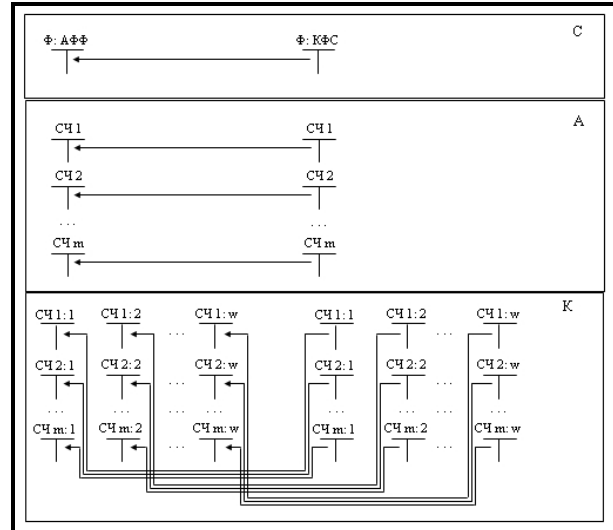 С
Ф: АФФ Ф: КФС
А
СЧ 1 СЧ 1
СЧ 2 СЧ 2
... ...
СЧ m СЧ m
К
СЧ 1:1 СЧ 1:2 ... СЧ 1:w СЧ 1:1 СЧ 1:2 ... СЧ 1:w
СЧ 2:1 СЧ 2:2 ... СЧ 2:w СЧ 2:1 СЧ 2:2 ... СЧ 2:w
... ... ... ... ... ...
СЧ m:1 СЧ m:2 ... СЧ m:w СЧ m:1 СЧ m:2 ... СЧ m:w